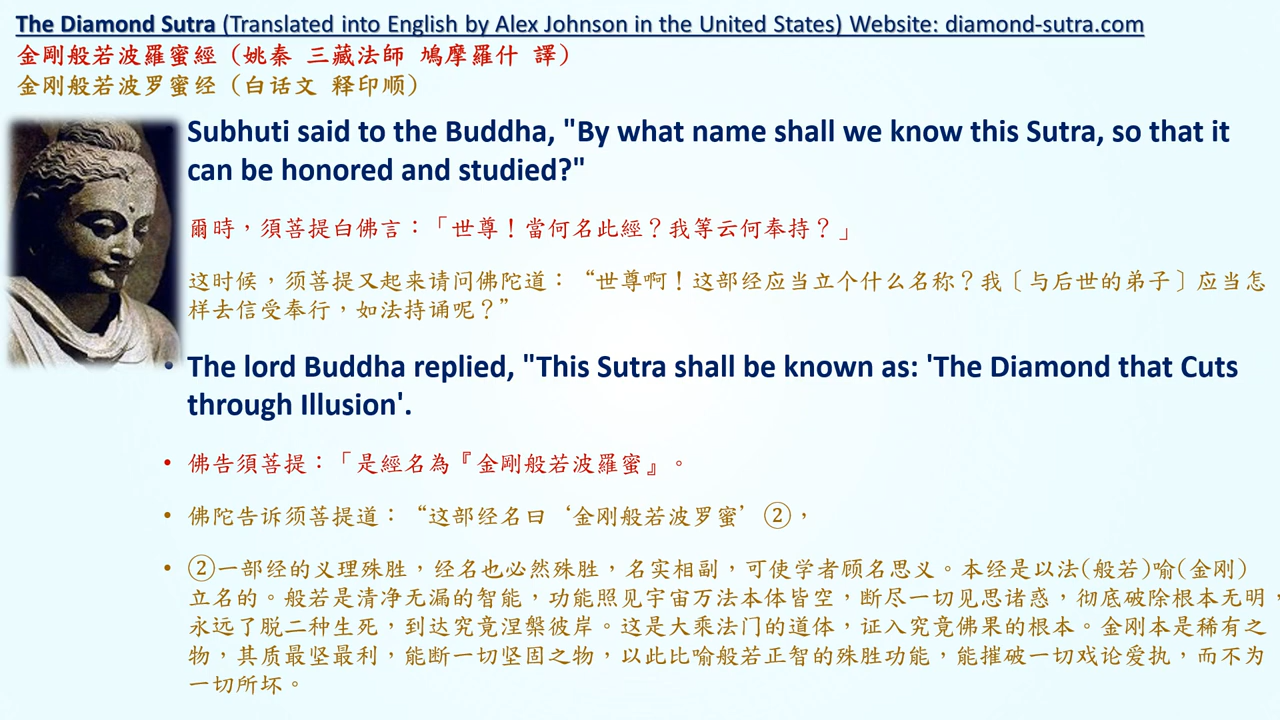 The Diamond Sutra (Translated into English by Alex Johnson in the United States) Website: diamond-sutra.com
金剛般若波羅蜜經 (姚秦 三藏法師 鳩摩羅什 譯)
金刚般若波罗蜜经 (白话文 释印顺)
Subhuti said to the Buddha, "By what name shall we know this Sutra, so that it
can be honored and studied?"
爾時，須菩提白佛言：「世尊！當何名此經？我等云何奉持？」
这时候，须菩提又起来请问佛陀道：“世尊啊！这部经应当立个什么名称？我〔与后世的弟子〕应当怎
样去信受奉行，如法持诵呢？”
• The lord Buddha replied, "This Sutra shall be known as: 'The Diamond that Cuts
through Illusion'.
• 佛告須菩提：「是經名為『金剛般若波羅蜜』。
• 佛陀告诉须菩提道：“这部经名曰‘金刚般若波罗蜜’②，
• ②一部经的义理殊胜，经名也必然殊胜，名实相副，可使学者顾名思义。本经是以法(般若)喻(金刚)
立名的。般若是清净无漏的智能，功能照见宇宙万法本体皆空，断尽一切见思诸惑，彻底破除根本无明，
永远了脱二种生死，到达究竟涅槃彼岸。这是大乘法门的道体，证入究竟佛果的根本。金刚本是稀有之
物，其质最坚最利，能断一切坚固之物，以此比喻般若正智的殊胜功能，能摧破一切戏论爱执，而不为
一切所坏。